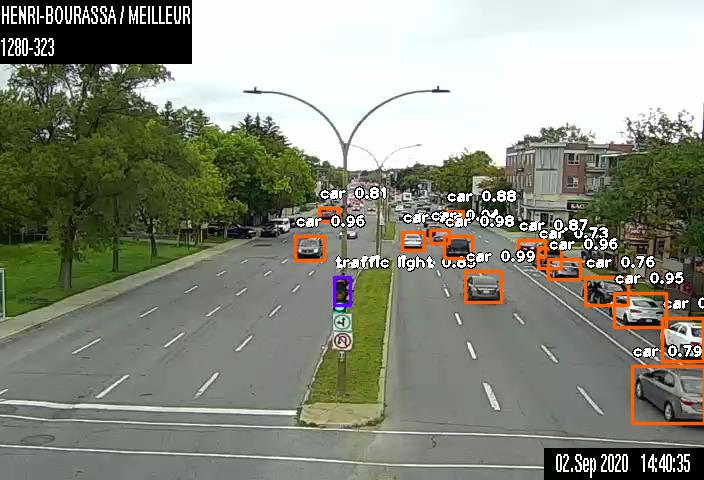 HENRI-BOURASSA / MEILLEUR
1280-323
car 0.81
car 0.88
car 0.96
car 0.98
car 0.87
car 0.73
car 0.96
traffic light 0.8
car 0.99
car 0.76
car 0.95
car 0.79
02.Sep 2020 14:40:35